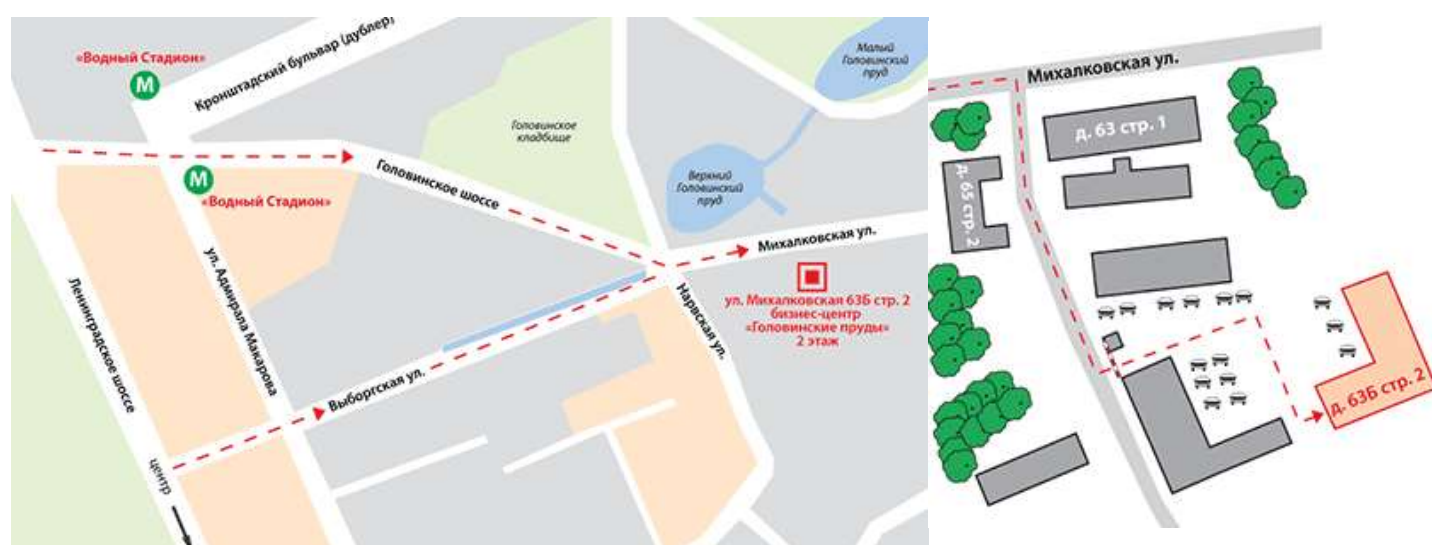 «Водный Стадион»
М
Кронштадский бульвар (дублер)
Малый
Головинский
пруд
Головинское
кладбище
Головинское шоссе
М
«Водный Стадион»
Верхний
Головинский
пруд
Михалковская ул.
ул. Михалковская 63Б стр. 2
бизнес-центр
«Головинские пруды»
2 этаж
Ленинградское шоссе
ул. Адмирала Макарова
Нарвская ул.
Выборгская ул.
центр
Михалковская ул.
д. 63 стр. 1
д. 65 стр. 2
д. 63Б стр. 2